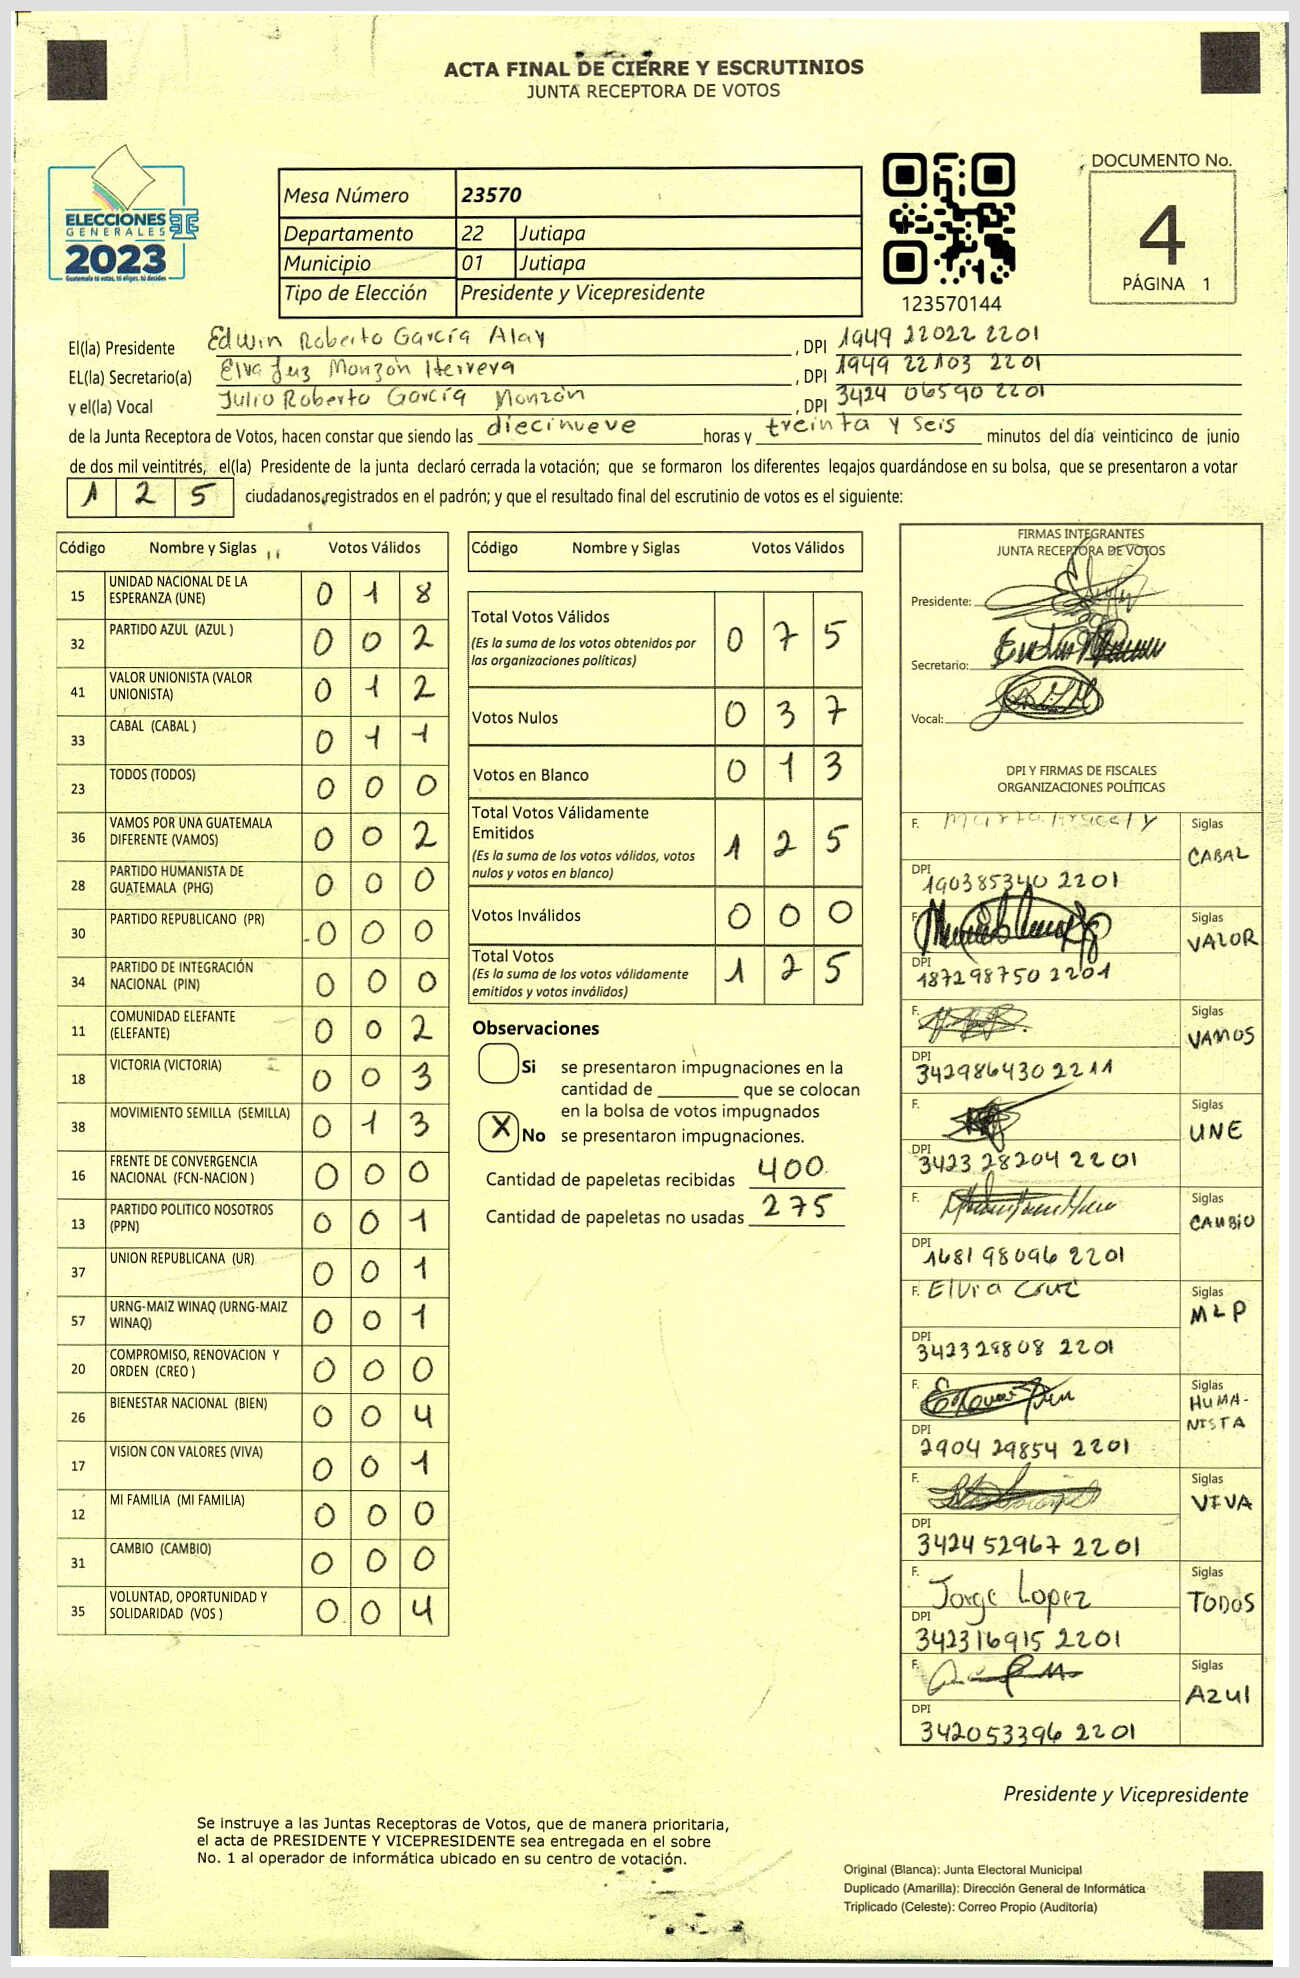 ACTA FINAL DE CIERRE Y ESCRUTINIOS
JUNTA RECEPTORA DE VOTOS
ELECCIONES
GENERALES
2023
Guatemala tú votas, tú eliges, tú decides
Mesa Número 23570
Departamento 22 Jutiapa
Municipio 01 Jutiapa
Tipo de Elección Presidente y Vicepresidente
123570144
DOCUMENTO No.
4
PÁGINA 1
El(la) Presidente Edwin Roberto García Alay, DPI 1949 22022 2201
EL(la) Secretario(a) Elva Luz Monzón Herrera, DPI 1949 22103 2201
y el(la) Vocal Julio Roberto García Monzón, DPI 3424 06590 2201
de la Junta Receptora de Votos, hacen constar que siendo las diecinueve horas y treinta y seis minutos del día veinticinco de junio
de dos mil veintitrés, el(la) Presidente de la junta declaró cerrada la votación; que se formaron los diferentes legajos guardándose en su bolsa, que se presentaron a votar
1 2 5 ciudadanos registrados en el padrón; y que el resultado final del escrutinio de votos es el siguiente:
Código Nombre y Siglas Votos Válidos
15 UNIDAD NACIONAL DE LA ESPERANZA (UNE) 0 1 8
32 PARTIDO AZUL (AZUL ) 0 0 2
41 VALOR UNIONISTA (VALOR UNIONISTA) 0 1 2
33 CABAL (CABAL ) 0 1 1
23 TODOS (TODOS) 0 0 0
36 VAMOS POR UNA GUATEMALA DIFERENTE (VAMOS) 0 0 2
28 PARTIDO HUMANISTA DE GUATEMALA (PHG) 0 0 0
30 PARTIDO REPUBLICANO (PR) 0 0 0
34 PARTIDO DE INTEGRACIÓN NACIONAL (PIN) 0 0 0
11 COMUNIDAD ELEFANTE (ELEFANTE) 0 0 2
18 VICTORIA (VICTORIA) 0 0 3
38 MOVIMIENTO SEMILLA (SEMILLA) 0 1 3
16 FRENTE DE CONVERGENCIA NACIONAL (FCN-NACION ) 0 0 0
13 PARTIDO POLITICO NOSOTROS (PPN) 0 0 1
37 UNION REPUBLICANA (UR) 0 0 1
57 URNG-MAIZ WINAQ (URNG-MAIZ WINAQ) 0 0 1
20 COMPROMISO, RENOVACION Y ORDEN (CREO ) 0 0 0
26 BIENESTAR NACIONAL (BIEN) 0 0 4
17 VISION CON VALORES (VIVA) 0 0 1
12 MI FAMILIA (MI FAMILIA) 0 0 0
31 CAMBIO (CAMBIO) 0 0 0
35 VOLUNTAD, OPORTUNIDAD Y SOLIDARIDAD (VOS ) 0 0 4
Código Nombre y Siglas Votos Válidos
Total Votos Válidos 0 7 5
(Es la suma de los votos obtenidos por
las organizaciones políticas)
Votos Nulos 0 3 7
Votos en Blanco 0 1 3
Total Votos Válidamente
Emitidos 1 2 5
(Es la suma de los votos válidos, votos
nulos y votos en blanco)
Votos Inválidos 0 0 0
Total Votos 1 2 5
(Es la suma de los votos válidamente
emitidos y votos inválidos)
Observaciones
Si se presentaron impugnaciones en la
cantidad de ________ que se colocan
en la bolsa de votos impugnados
X No se presentaron impugnaciones.
Cantidad de papeletas recibidas 400
Cantidad de papeletas no usadas 275
FIRMAS INTEGRANTES
JUNTA RECEPTORA DE VOTOS
Presidente:
Secretario:
Vocal:
DPI Y FIRMAS DE FISCALES
ORGANIZACIONES POLÍTICAS
F. Siglas
CABAL
DPI
190385340 2201
F. Siglas
VALOR
DPI
187298750 2201
F. Siglas
VAMOS
DPI
342986430 2211
F. Siglas
UNE
DPI
3423 28204 2201
F. Siglas
CAMBIO
DPI
1681 98096 2201
F. Elvia Cruz Siglas
MLP
DPI
342328808 2201
F. Siglas
HUMA-
NISTA
DPI
2904 29854 2201
F. Siglas
VIVA
DPI
3424 52967 2201
F. Jorge Lopez Siglas
TODOS
DPI
342316915 2201
F. Siglas
Azul
DPI
342053396 2201
Presidente y Vicepresidente
Se instruye a las Juntas Receptoras de Votos, que de manera prioritaria,
el acta de PRESIDENTE Y VICEPRESIDENTE sea entregada en el sobre
No. 1 al operador de informática ubicado en su centro de votación.
Original (Blanca): Junta Electoral Municipal
Duplicado (Amarilla): Dirección General de Informática
Triplicado (Celeste): Correo Propio (Auditoría)